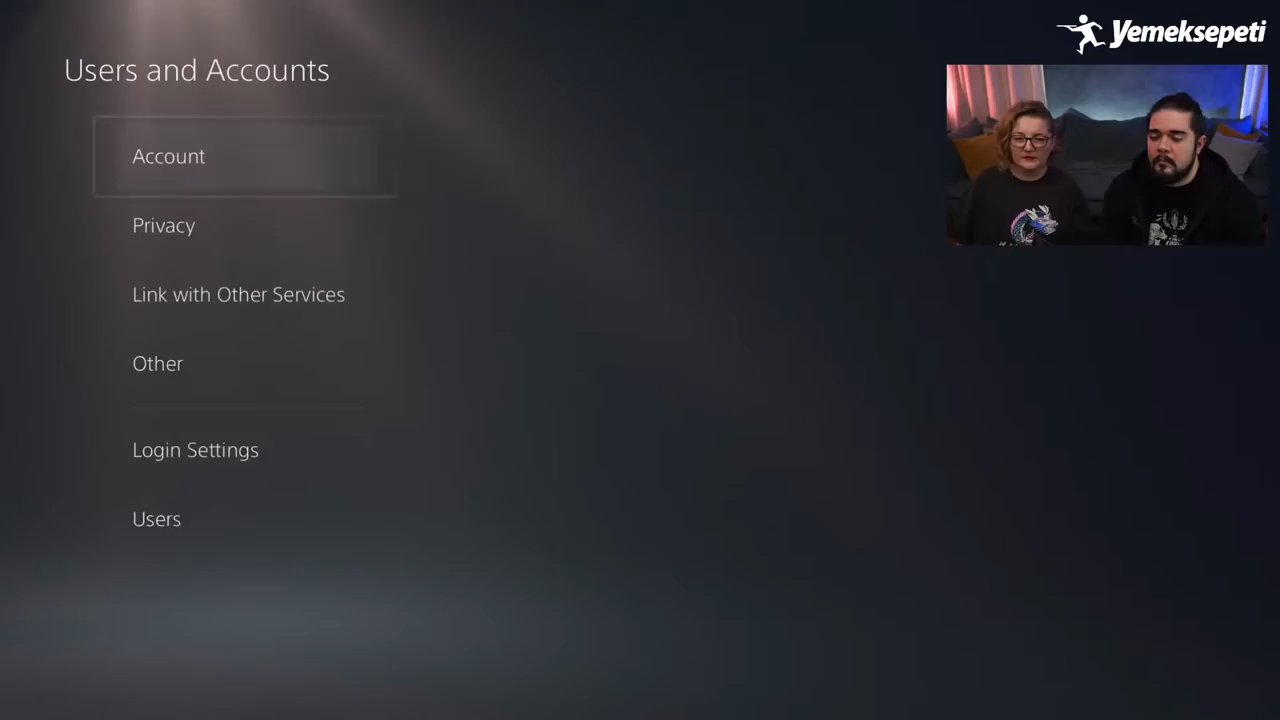 Yemeksepeti
Users and Accounts
Account
Privacy
Link with Other Services
Other
Login Settings
Users